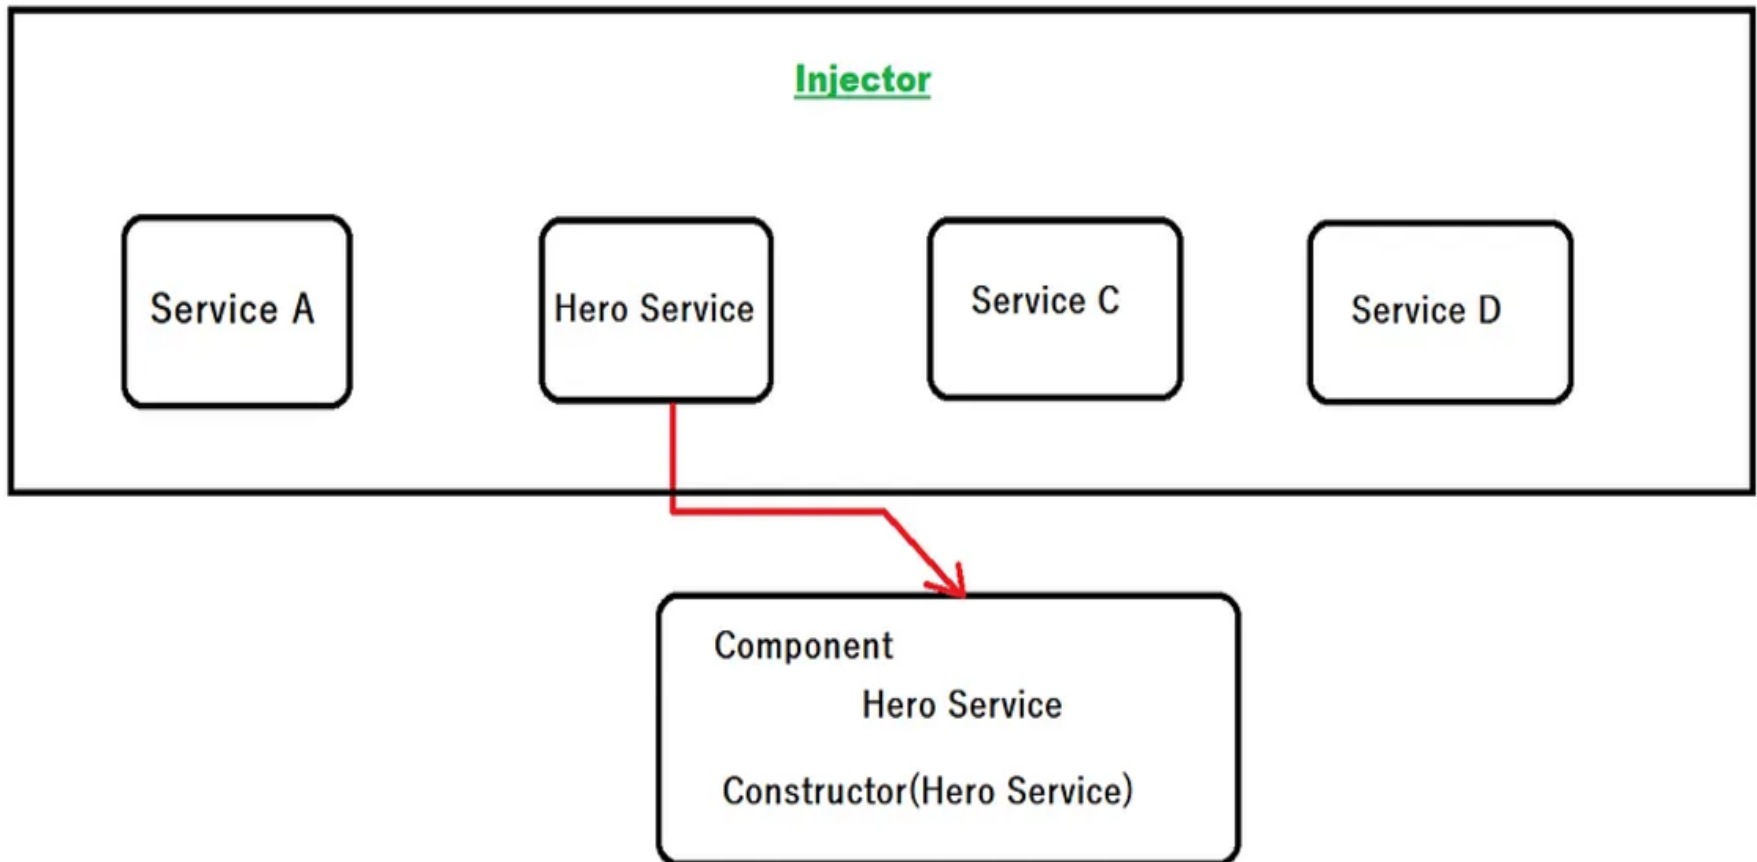 Injector
Service A
Hero Service
Service C
Service D
Component
Hero Service
Constructor(Hero Service)